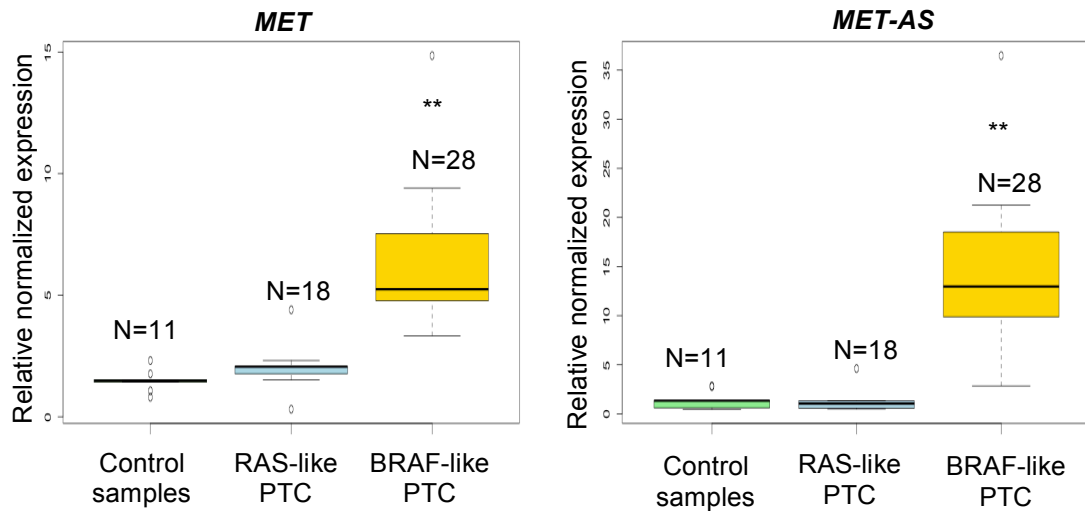 MET
Relative normalized expression
15
10
5
0
**
N=28
N=18
N=11
Control
samples
RAS-like
PTC
BRAF-like
PTC
MET-AS
Relative normalized expression
35
30
25
20
15
10
5
0
**
N=28
N=11
N=18
Control
samples
RAS-like
PTC
BRAF-like
PTC